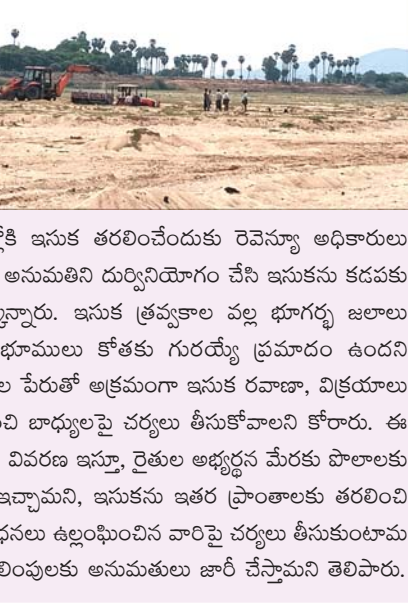 ల్లోకి ఇసుక తరలించేందుకు రెవెన్యూ అధికారులు
అనుమతిని దుర్వినియోగం చేసి ఇసుకను కడపకు
ఇసుక త్రవ్వకాల వల్ల భూగర్భ జలాలు
భూములు కోతకు గురయ్యే ప్రమాదం ఉందని
ల పేరుతో అక్రమంగా ఇసుక రవాణా, విక్రయాలు
చి బాధ్యులపై చర్యలు తీసుకోవాలని కోరారు. ఈ
వివరణ ఇస్తూ, రైతుల అభ్యర్థన మేరకు పొలాలకు
ఇచ్చామని, ఇసుకను ఇతర ప్రాంతాలకు తరలించి
ధనలు ఉల్లంఘించిన వారిపై చర్యలు తీసుకుంటామ
లింపులకు అనుమతులు జారీ చేస్తామని తెలిపారు.